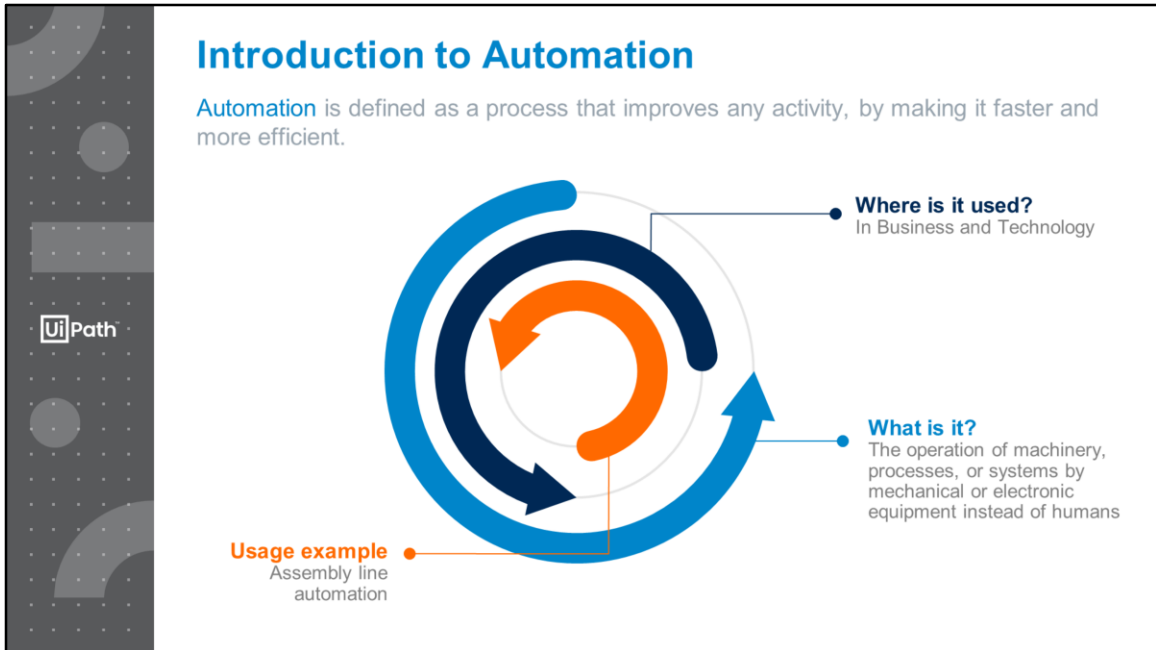 Introduction to Automation
Automation is defined as a process that improves any activity, by making it faster and
more efficient.
Where is it used?
In Business and Technology
UiPath™
What is it?
The operation of machinery,
processes, or systems by
mechanical or electronic
equipment instead of humans
Usage example
Assembly line
automation